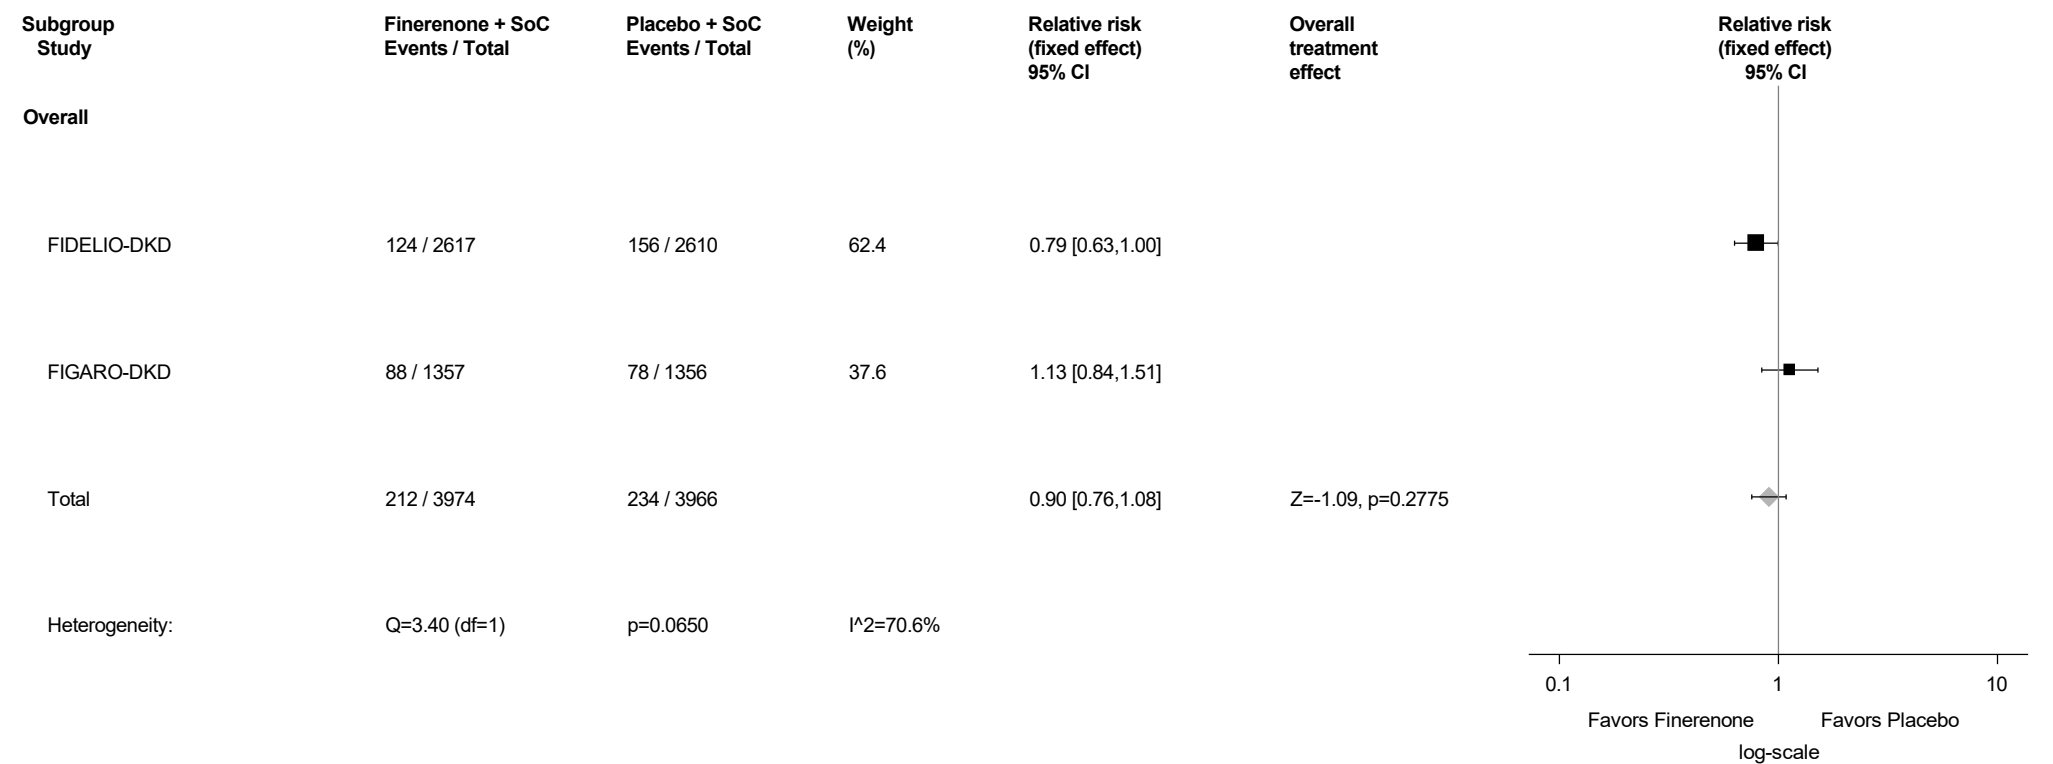 Subgroup Finerenone + SoC Placebo + SoC Weight Relative risk Overall Relative risk
Study Events / Total Events / Total (%) (fixed effect) treatment (fixed effect)
95% CI effect 95% CI
Overall
FIDELIO-DKD 124 / 2617 156 / 2610 62.4 0.79 [0.63,1.00]
FIGARO-DKD 88 / 1357 78 / 1356 37.6 1.13 [0.84,1.51]
Total 212 / 3974 234 / 3966 0.90 [0.76,1.08] Z=-1.09, p=0.2775
Heterogeneity: Q=3.40 (df=1) p=0.0650 I^2=70.6%
0.1 1 10
Favors Finerenone Favors Placebo
log-scale